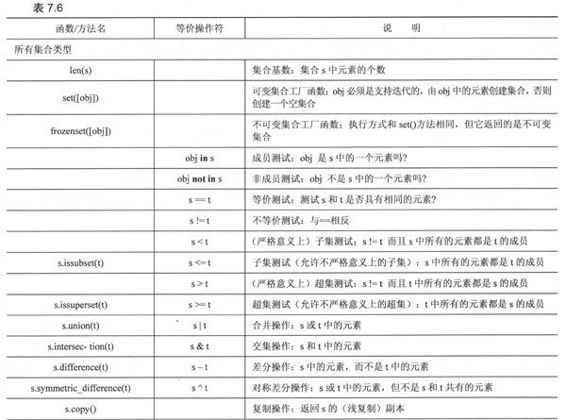 表 7.6
函数/方法名 等价操作符 说 明
所有集合类型
len(s) 集合基数：集合 s 中元素的个数
set([obj]) 可变集合工厂函数；obj 必须是支持迭代的，由 obj 中的元素创建集合，否则
创建一个空集合
frozenset([obj]) 不可变集合工厂函数；执行方式和 set()方法相同，但它返回的是不可变
集合
obj in s 成员测试：obj 是 s 中的一个元素吗?
obj not in s 非成员测试：obj 不是 s 中的一个元素吗?
s == t 等价测试：测试 s 和 t 是否具有相同的元素?
s != t 不等价测试：与==相反
s < t （严格意义上）子集测试；s != t 而且 s 中所有的元素都是 t 的成员
s.issubset(t) s <= t 子集测试（允许不严格意义上的子集）：s 中所有的元素都是 t 的成员
s > t （严格意义上）超集测试：s != t 而且 t 中所有的元素都是 s 的成员
s.issuperset(t) s >= t 超集测试（允许不严格意义上的超集）：t 中所有的元素都是 s 的成员
s.union(t) s | t 合并操作：s 或 t 中的元素
s.intersec- tion(t) s & t 交集操作：s 和 t 中的元素
s.difference(t) s – t 差分操作：s 中的元素，而不是 t 中的元素
s.symmetric_difference(t) s ^ t 对称差分操作：s 或 t 中的元素，但不是 s 和 t 共有的元素
s.copy() 复制操作：返回 s 的（浅复制）副本